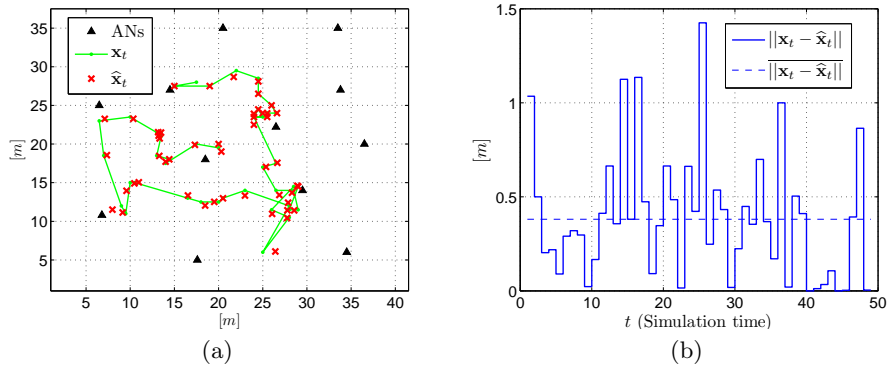 ANs
x_t
x̂_t
35
30
25
20
15
10
5
[m]
5 10 15 20 25 30 35 40
[m]
(a)
||x_t − x̂_t||
||x_t − x̂_t||
1.5
1
0.5
0
[m]
0 10 20 30 40 50
t (Simulation time)
(b)